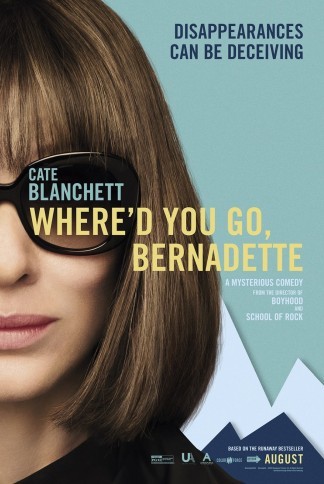 DISAPPEARANCES
CAN BE DECEIVING
CATE
BLANCHETT
WHERE'D YOU GO,
BERNADETTE
A MYSTERIOUS COMEDY
FROM THE DIRECTOR OF
BOYHOOD
AND
SCHOOL OF ROCK
BASED ON THE RUNAWAY BESTSELLER
AUGUST